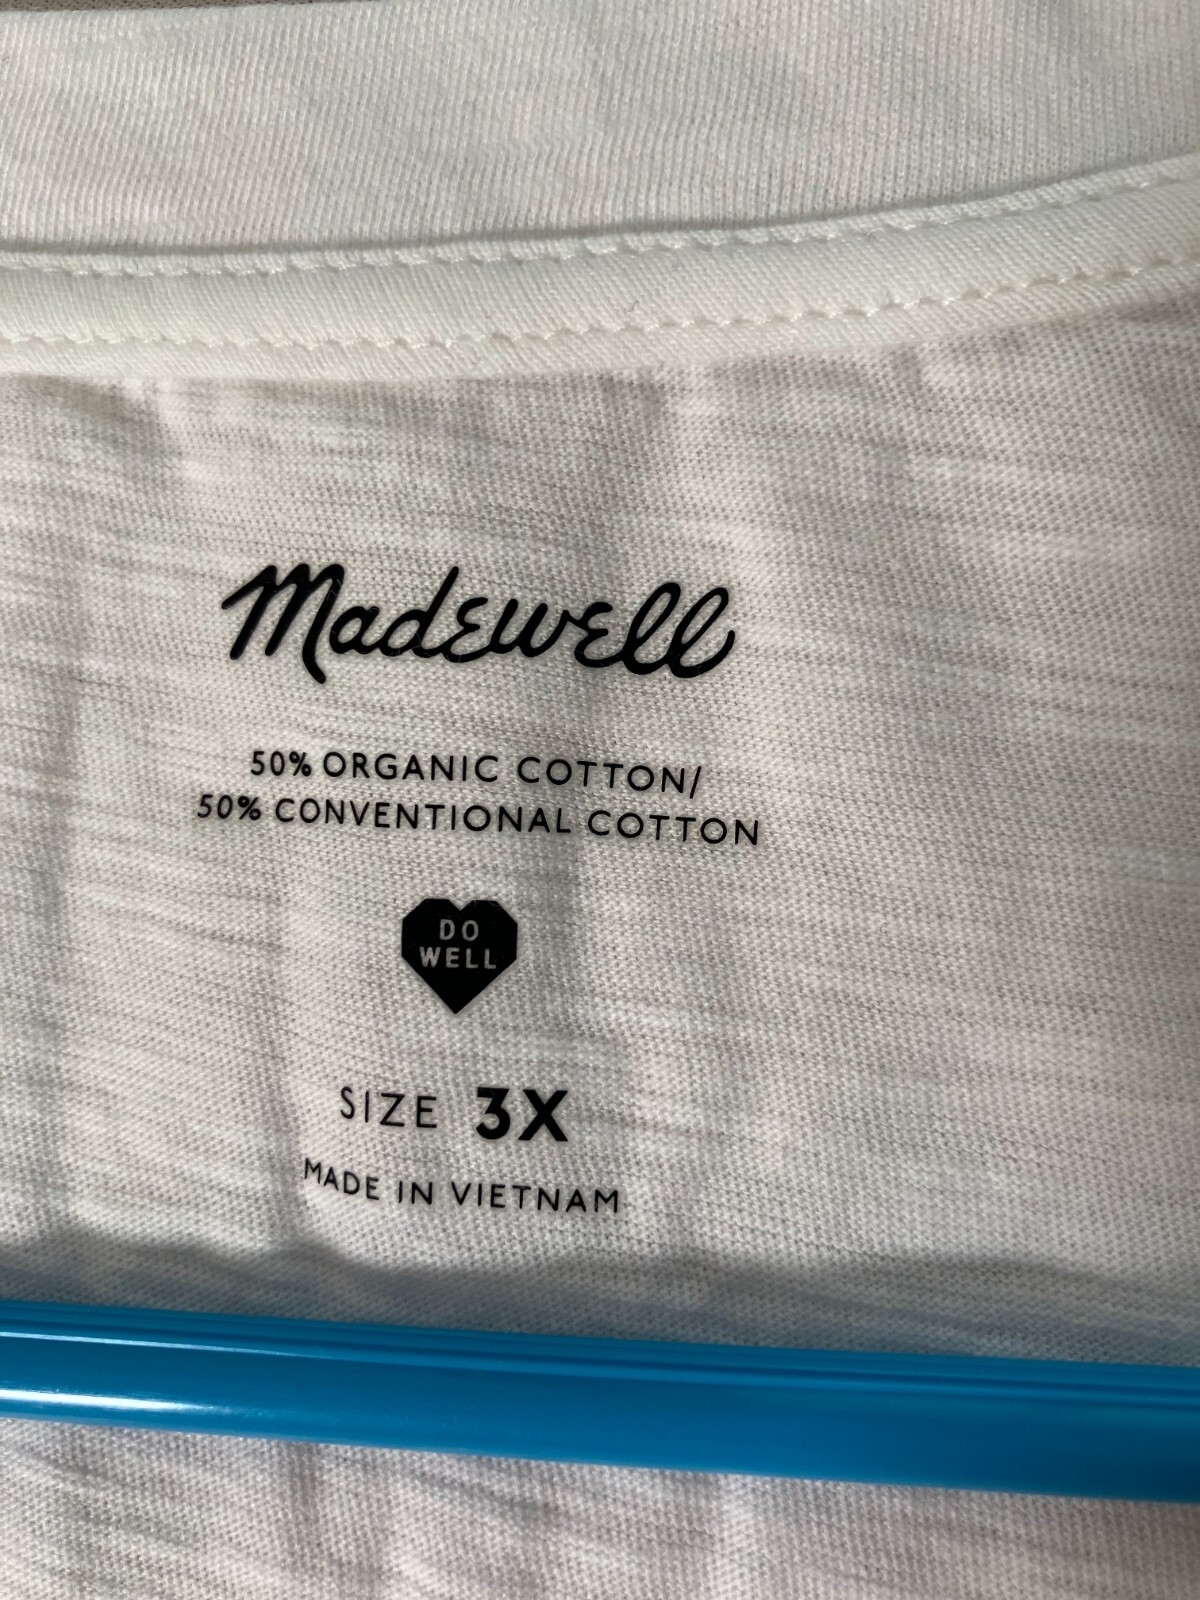 Madewell
50% ORGANIC COTTON/
50% CONVENTIONAL COTTON
DO
WELL
SIZE 3X
MADE IN VIETNAM